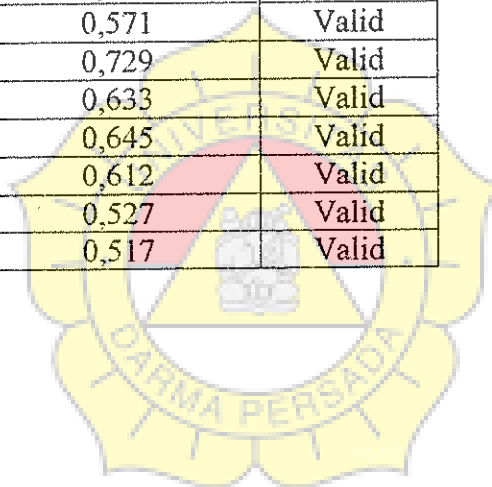 0,571 Valid
0,729 Valid
0,633 Valid
0,645 Valid
0,612 Valid
0,527 Valid
0,517 Valid
UNIVERSITAS
DARMA PERSADA